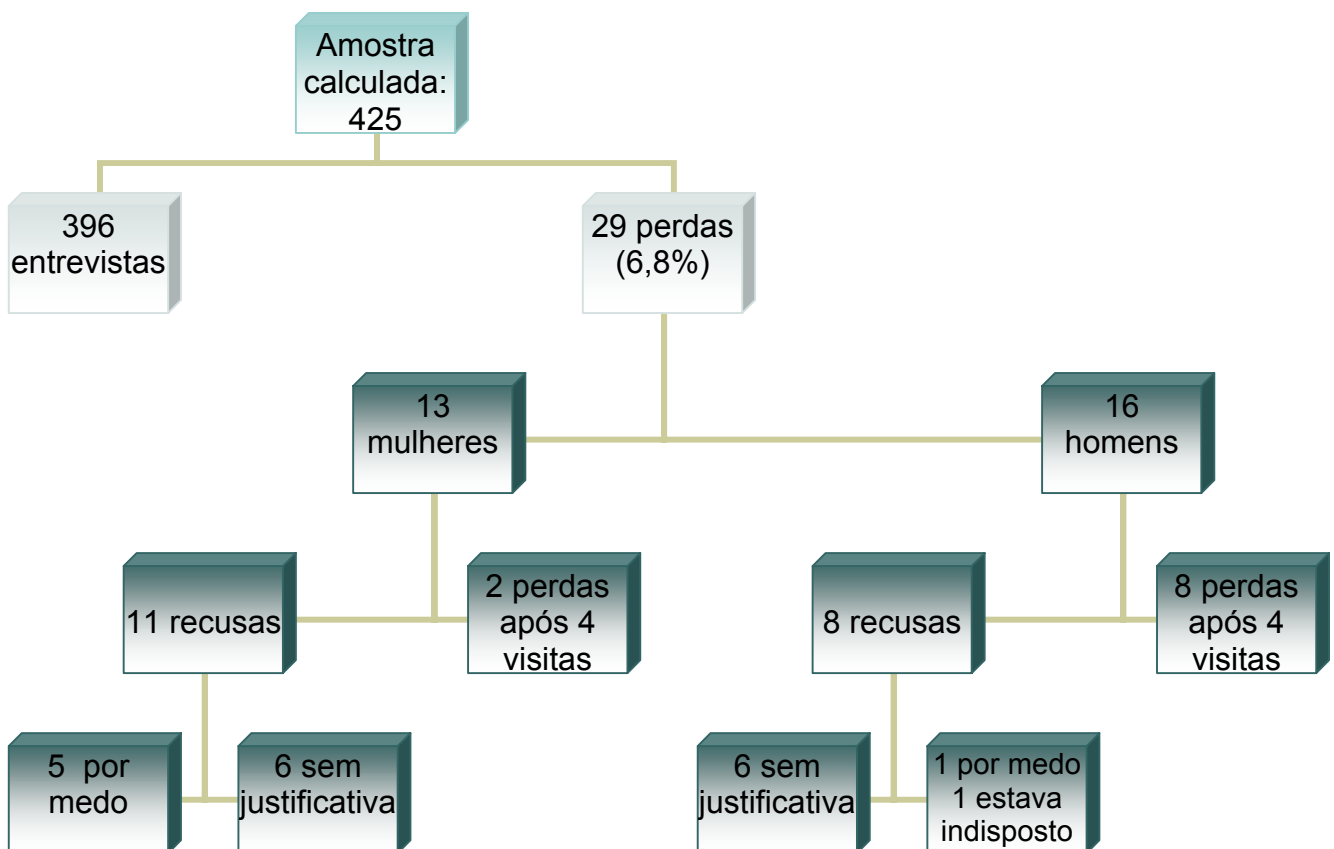 Amostra
calculada:
425
396
entrevistas
29 perdas
(6,8%)
13
mulheres
16
homens
11 recusas
2 perdas
após 4
visitas
8 recusas
8 perdas
após 4
visitas
5 por
medo
6 sem
justificativa
6 sem
justificativa
1 por medo
1 estava
indisposto